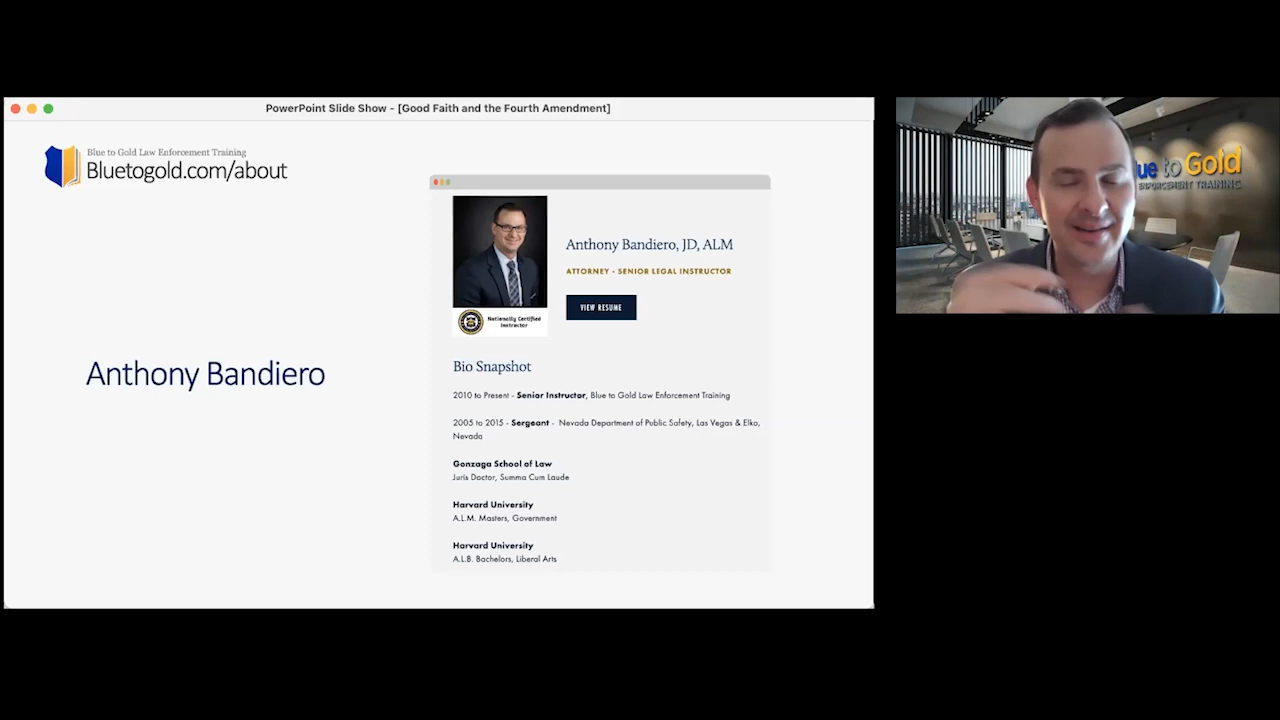 PowerPoint Slide Show - [Good Faith and the Fourth Amendment]
Blue to Gold Law Enforcement Training
Bluetogold.com/about
Anthony Bandiero
Anthony Bandiero, JD, ALM
ATTORNEY - SENIOR LEGAL INSTRUCTOR
VIEW RESUME
Nationally Certified
Instructor
Bio Snapshot
2010 to Present - Senior Instructor, Blue to Gold Law Enforcement Training
2005 to 2015 - Sergeant - Nevada Department of Public Safety, Las Vegas & Elko,
Nevada
Gonzaga School of Law
Juris Doctor, Summa Cum Laude
Harvard University
A.L.M. Masters, Government
Harvard University
A.L.B. Bachelors, Liberal Arts
ue to Gold
ENFORCEMENT TRAINING